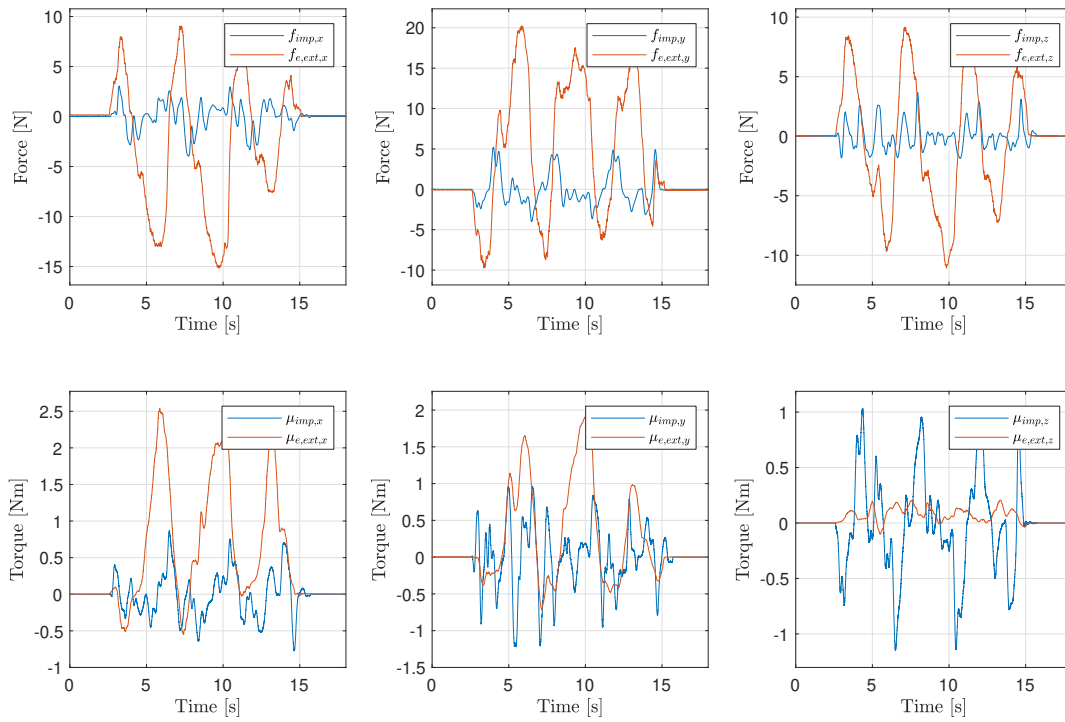 f_{imp,x}
f_{e,ext,x}
10
5
0
-5
-10
-15
Force [N]
0 5 10 15
Time [s]
f_{imp,y}
f_{e,ext,y}
20
10
0
-10
Force [N]
0 5 10 15
Time [s]
f_{imp,z}
f_{e,ext,z}
10
5
0
-5
-10
Force [N]
0 5 10 15
Time [s]
μ_{imp,x}
μ_{e,ext,x}
2.5
2
1.5
1
0.5
0
-0.5
-1
Torque [Nm]
0 5 10 15
Time [s]
μ_{imp,y}
μ_{e,ext,y}
2
1.5
1
0.5
0
-0.5
-1
-1.5
Torque [Nm]
0 5 10 15
Time [s]
μ_{imp,z}
μ_{e,ext,z}
1
0.5
0
-0.5
-1
Torque [Nm]
0 5 10 15
Time [s]